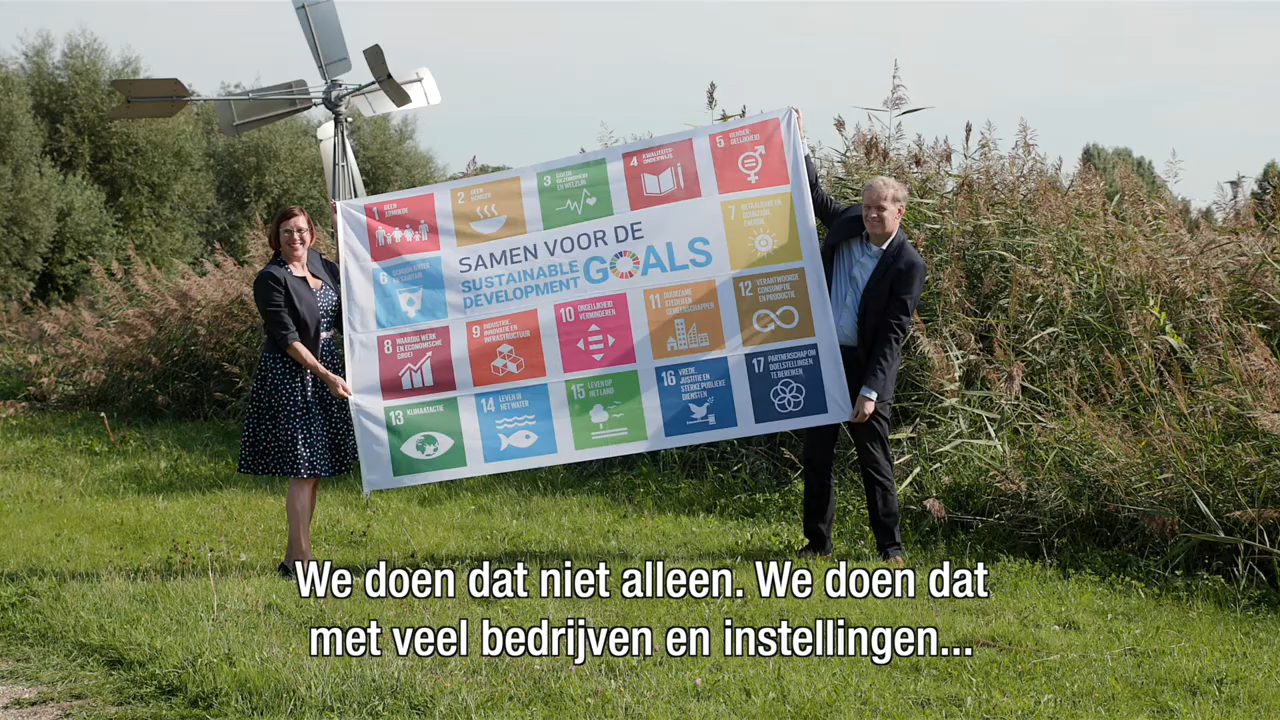 1 GEEN
ARMOEDE
2 GEEN
HONGER
3 GOEDE
GEZONDHEID
EN WELZIJN
4 KWALITEITS-
ONDERWIJS
5 GENDER-
GELIJKHEID
SAMEN VOOR DE
SUSTAINABLE
DEVELOPMENT
GOALS
6 SCHOON WATER
EN SANITAIR
7 BETAALBARE EN
DUURZAME
ENERGIE
8 WAARDIG WERK
EN ECONOMISCHE
GROEI
9 INDUSTRIE,
INNOVATIE EN
INFRASTRUCTUUR
10 ONGELIJKHEID
VERMINDEREN
11 DUURZAME
STEDEN EN
GEMEENSCHAPPEN
12 VERANTWOORDE
CONSUMPTIE
EN PRODUCTIE
13 KLIMAATACTIE
14 LEVEN IN
HET WATER
15 LEVEN OP
HET LAND
16 VREDE,
JUSTITIE EN
STERKE PUBLIEKE
DIENSTEN
17 PARTNERSCHAP OM
DOELSTELLINGEN
TE BEREIKEN
We doen dat niet alleen. We doen dat
met veel bedrijven en instellingen...